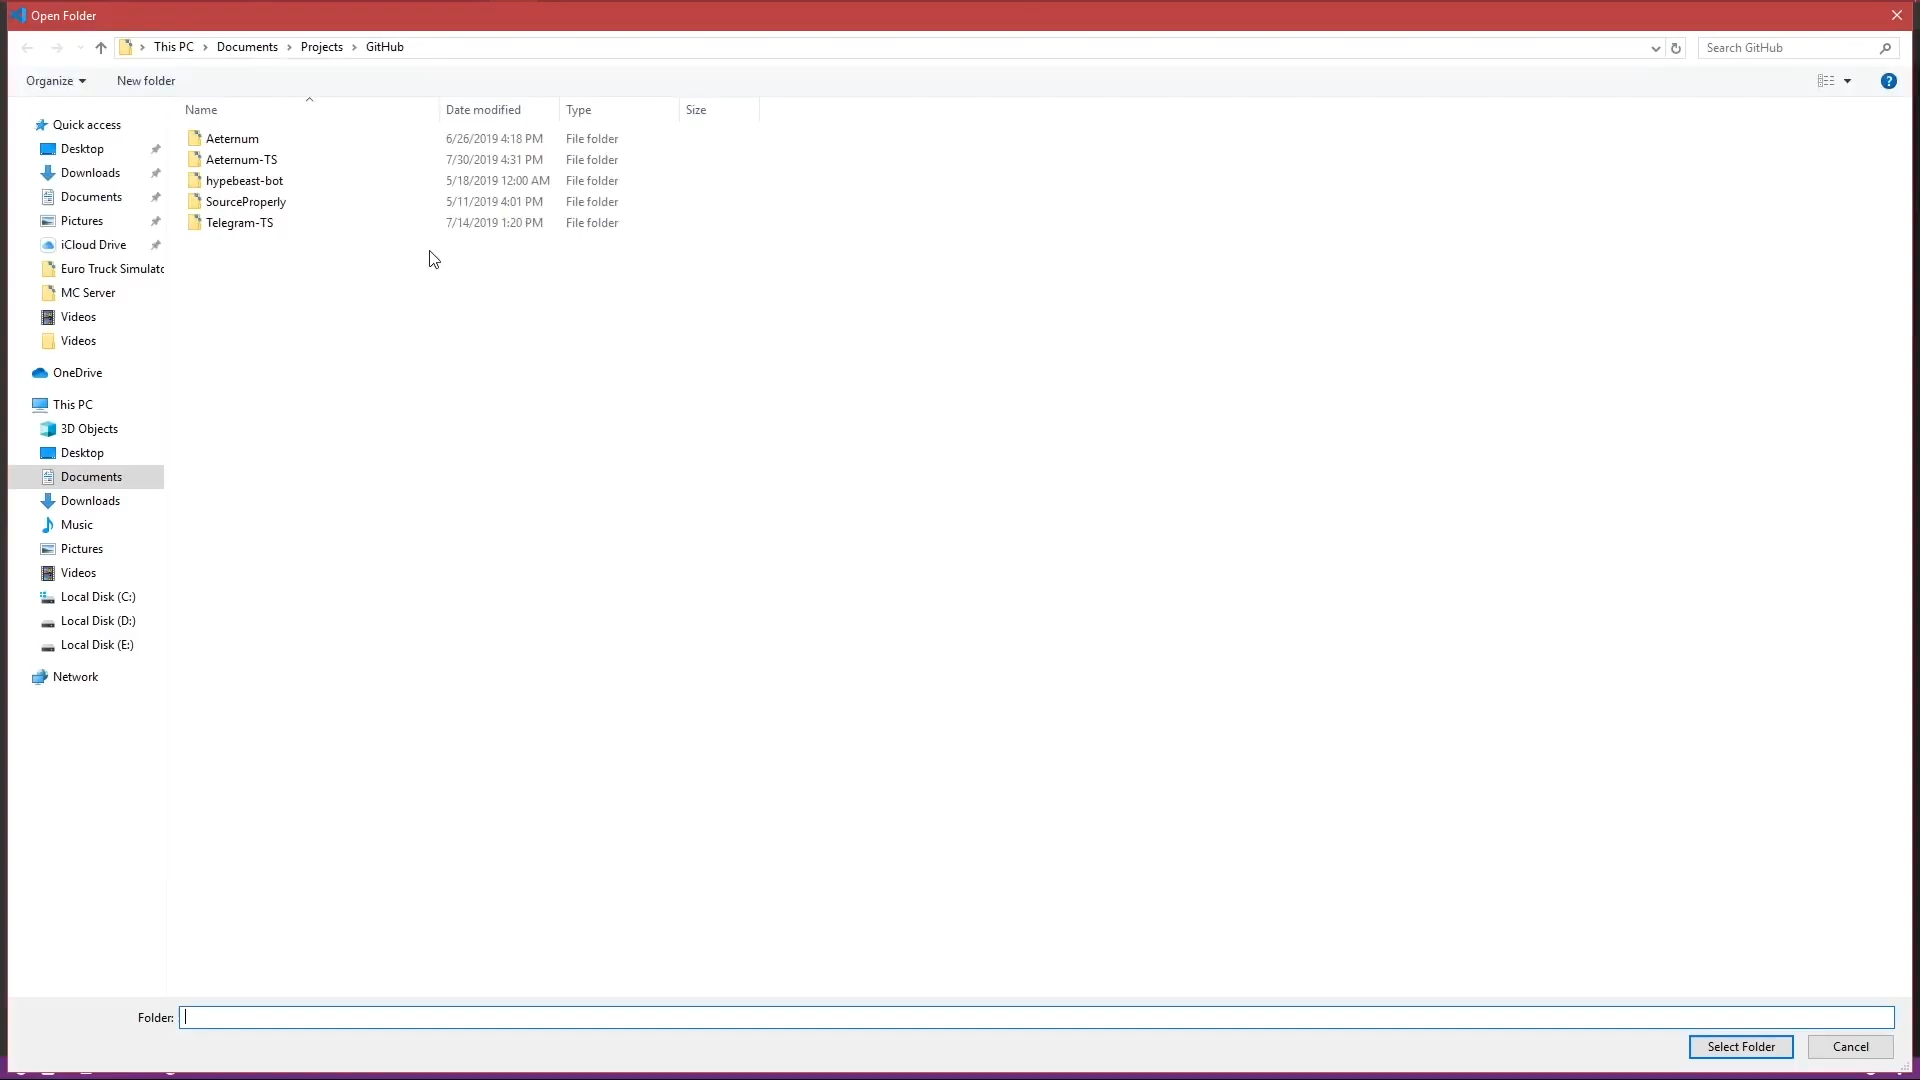 Open Folder
This PC > Documents > Projects > GitHub
Search GitHub
Organize
New folder
Name
Date modified
Type
Size
Aeternum 6/26/2019 4:18 PM File folder
Aeternum-TS 7/30/2019 4:31 PM File folder
hypebeast-bot 5/18/2019 12:00 AM File folder
SourceProperly 5/11/2019 4:01 PM File folder
Telegram-TS 7/14/2019 1:20 PM File folder
Quick access
Desktop
Downloads
Documents
Pictures
iCloud Drive
Euro Truck Simulato
MC Server
Videos
Videos
OneDrive
This PC
3D Objects
Desktop
Documents
Downloads
Music
Pictures
Videos
Local Disk (C:)
Local Disk (D:)
Local Disk (E:)
Network
Folder:
Select Folder
Cancel